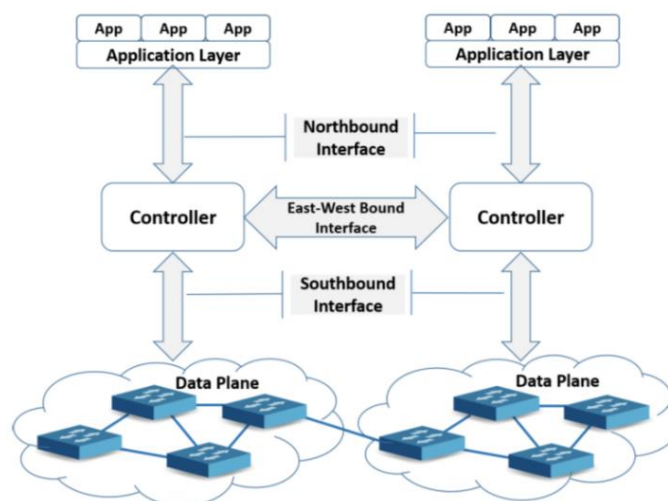 App App App
Application Layer
App App App
Application Layer
Northbound
Interface
Controller
East-West Bound
Interface
Controller
Southbound
Interface
Data Plane
Data Plane